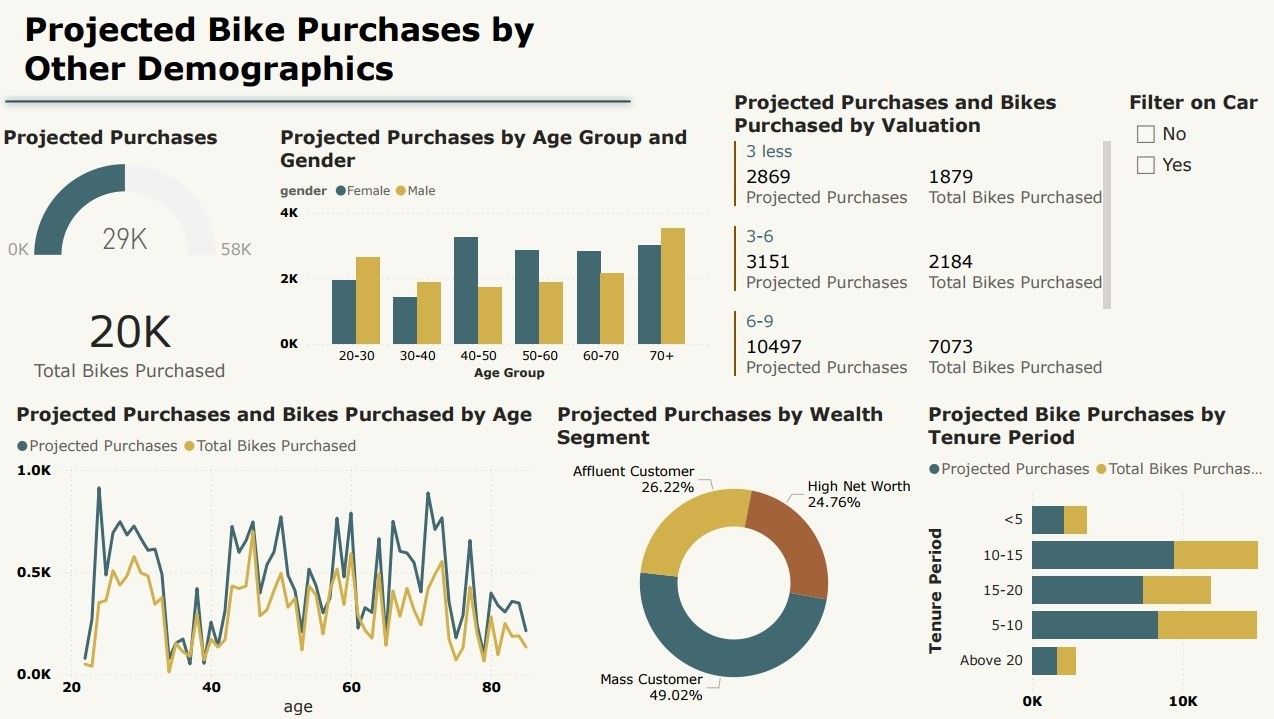 Projected Bike Purchases by
Other Demographics
Projected Purchases
0K
29K
58K
20K
Total Bikes Purchased
Projected Purchases by Age Group and
Gender
gender Female Male
4K
2K
0K
20-30 30-40 40-50 50-60 60-70 70+
Age Group
Projected Purchases and Bikes
Purchased by Valuation
3 less
2869 1879
Projected Purchases Total Bikes Purchased
3-6
3151 2184
Projected Purchases Total Bikes Purchased
6-9
10497 7073
Projected Purchases Total Bikes Purchased
Filter on Car
No
Yes
Projected Purchases and Bikes Purchased by Age
Projected Purchases Total Bikes Purchased
1.0K
0.5K
0.0K
20 40 60 80
age
Projected Purchases by Wealth
Segment
Affluent Customer
26.22%
High Net Worth
24.76%
Mass Customer
49.02%
Projected Bike Purchases by
Tenure Period
Projected Purchases Total Bikes Purchas...
Tenure Period
<5
10-15
15-20
5-10
Above 20
0K 10K